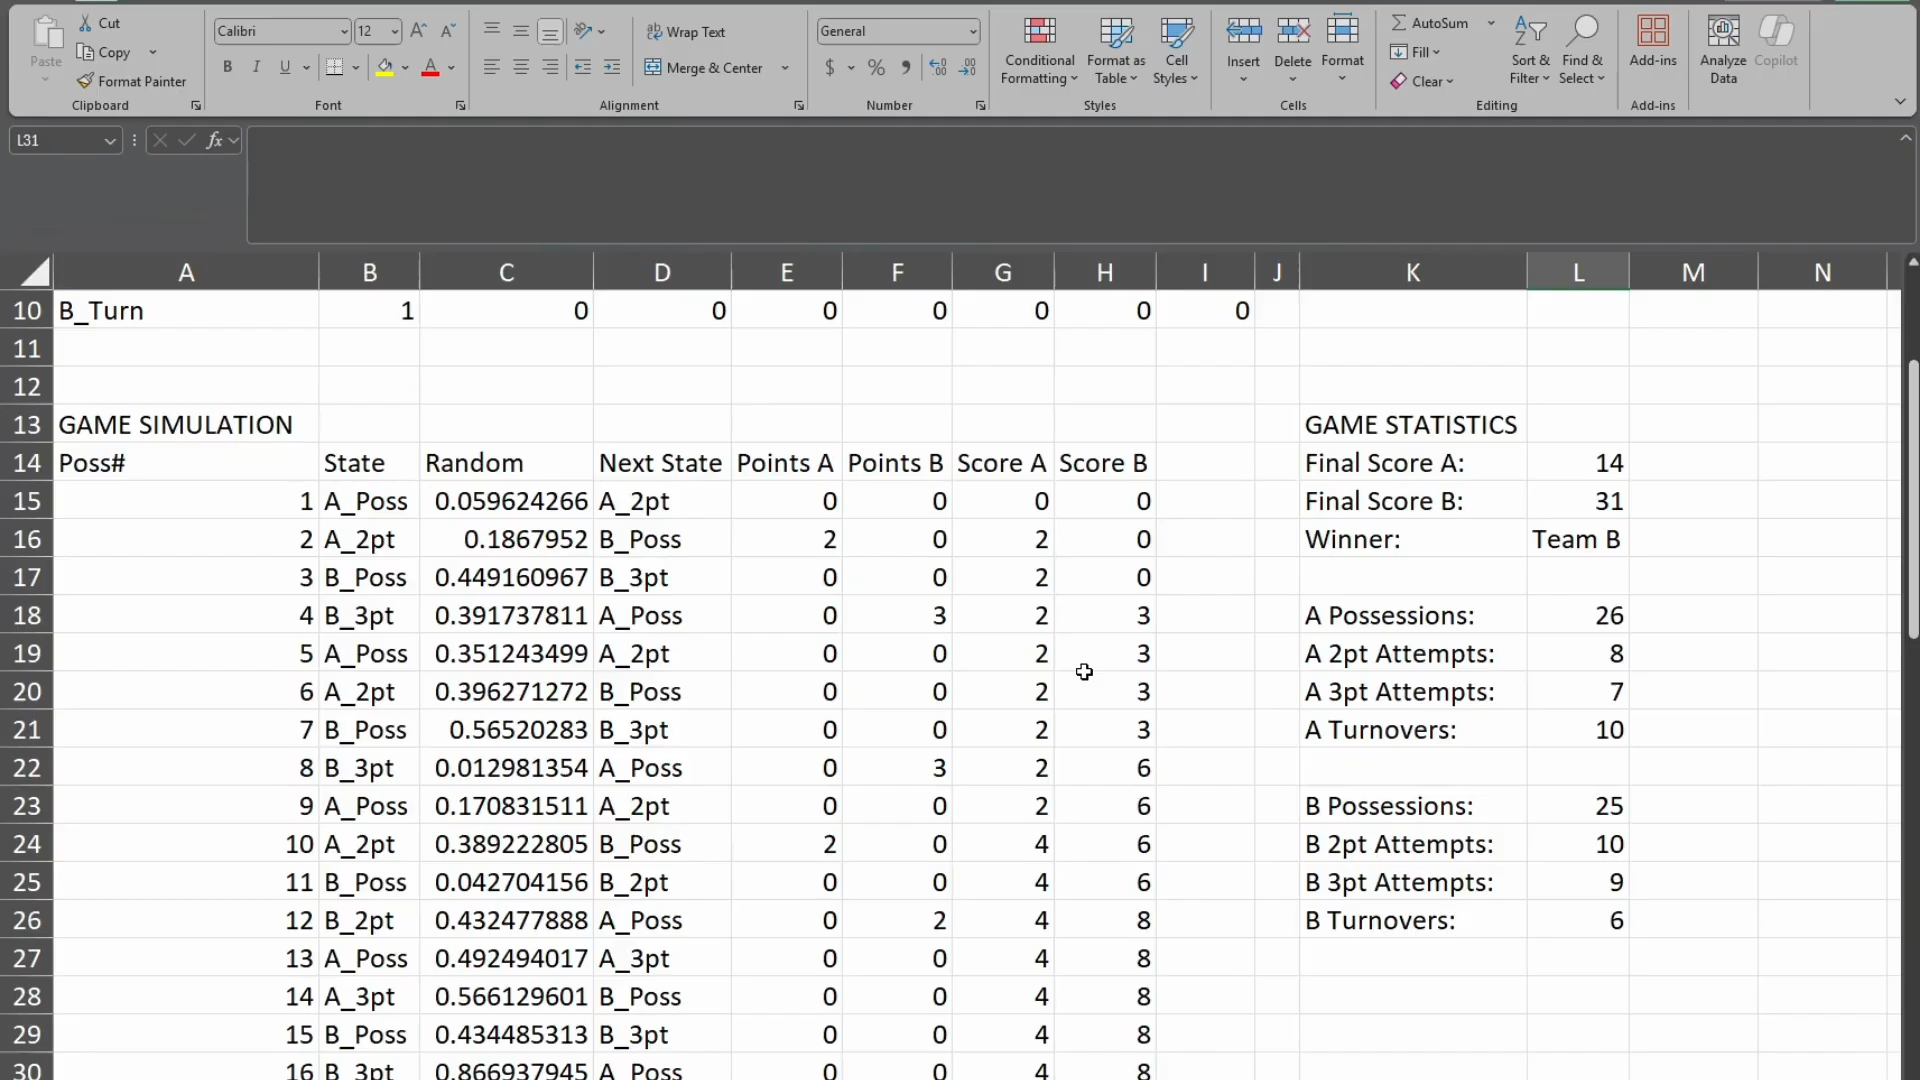 Cut
Copy
Format Painter
Paste
Clipboard
Calibri 12 A A
B I U A
Font
ab Wrap Text
Merge & Center
Alignment
General
$ %
Number
Conditional Formatting
Format as Table
Cell Styles
Styles
Insert Delete Format
Cells
AutoSum
Fill
Clear
Sort & Filter
Find & Select
Editing
Add-ins
Add-ins
Analyze Data
Copilot
L31 fx
A B C D E F G H I J K L M N
10 B_Turn 1 0 0 0 0 0 0 0
11
12
13 GAME SIMULATION GAME STATISTICS
14 Poss# State Random Next State Points A Points B Score A Score B Final Score A: 14
15 1 A_Poss 0.059624266 A_2pt 0 0 0 0 Final Score B: 31
16 2 A_2pt 0.1867952 B_Poss 2 0 2 0 Winner: Team B
17 3 B_Poss 0.449160967 B_3pt 0 0 2 0
18 4 B_3pt 0.391737811 A_Poss 0 3 2 3 A Possessions: 26
19 5 A_Poss 0.351243499 A_2pt 0 0 2 3 A 2pt Attempts: 8
20 6 A_2pt 0.396271272 B_Poss 0 0 2 3 A 3pt Attempts: 7
21 7 B_Poss 0.56520283 B_3pt 0 0 2 3 A Turnovers: 10
22 8 B_3pt 0.012981354 A_Poss 0 3 2 6
23 9 A_Poss 0.170831511 A_2pt 0 0 2 6 B Possessions: 25
24 10 A_2pt 0.389222805 B_Poss 2 0 4 6 B 2pt Attempts: 10
25 11 B_Poss 0.042704156 B_2pt 0 0 4 6 B 3pt Attempts: 9
26 12 B_2pt 0.432477888 A_Poss 0 2 4 8 B Turnovers: 6
27 13 A_Poss 0.492494017 A_3pt 0 0 4 8
28 14 A_3pt 0.566129601 B_Poss 0 0 4 8
29 15 B_Poss 0.434485313 B_3pt 0 0 4 8
30 16 B_3pt 0.866937945 A_Poss 0 0 4 8